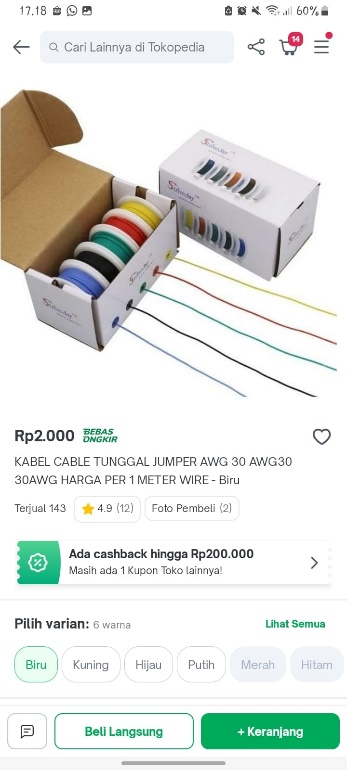 17.18
60%
Cari Lainnya di Tokopedia
14
Rp2.000
BEBAS ONGKIR
KABEL CABLE TUNGGAL JUMPER AWG 30 AWG30
30AWG HARGA PER 1 METER WIRE - Biru
Terjual 143
4.9 (12)
Foto Pembeli (2)
Ada cashback hingga Rp200.000
Masih ada 1 Kupon Toko lainnya!
Pilih varian: 6 warna
Lihat Semua
Biru
Kuning
Hijau
Putih
Merah
Hitam
Beli Langsung
+ Keranjang